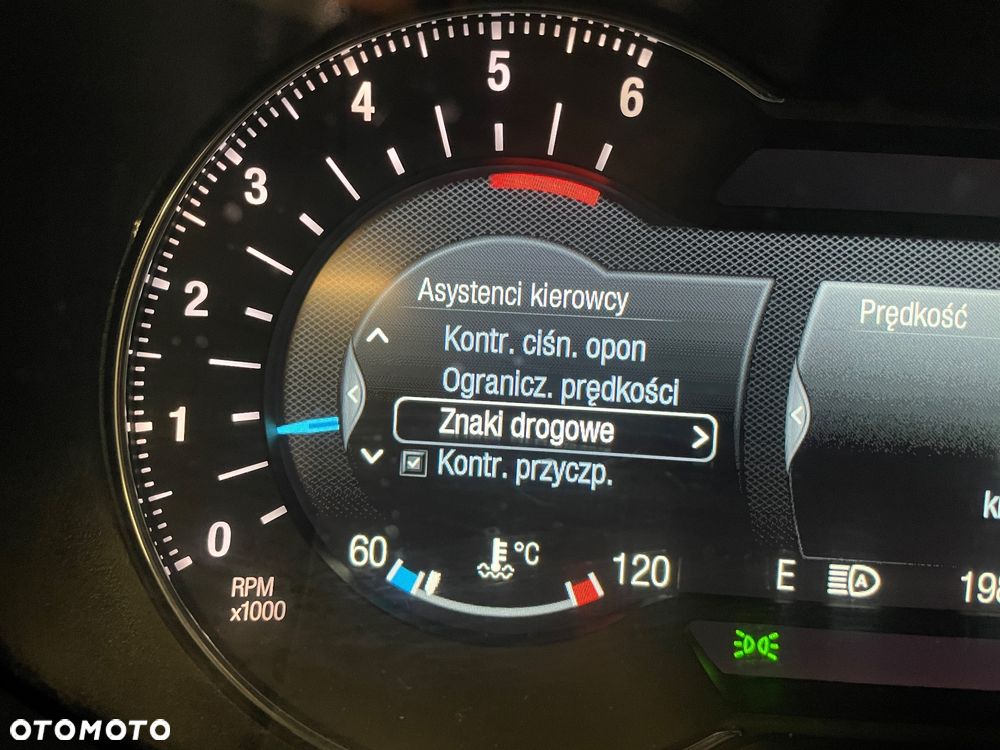 6
5
4
3
2
1
0
RPM
x1000
Asystenci kierowcy
Kontr. ciśn. opon
Ogranicz. prędkości
Znaki drogowe
Kontr. przyczp.
60
°C
120
Prędkość
E
A
OTOMOTO